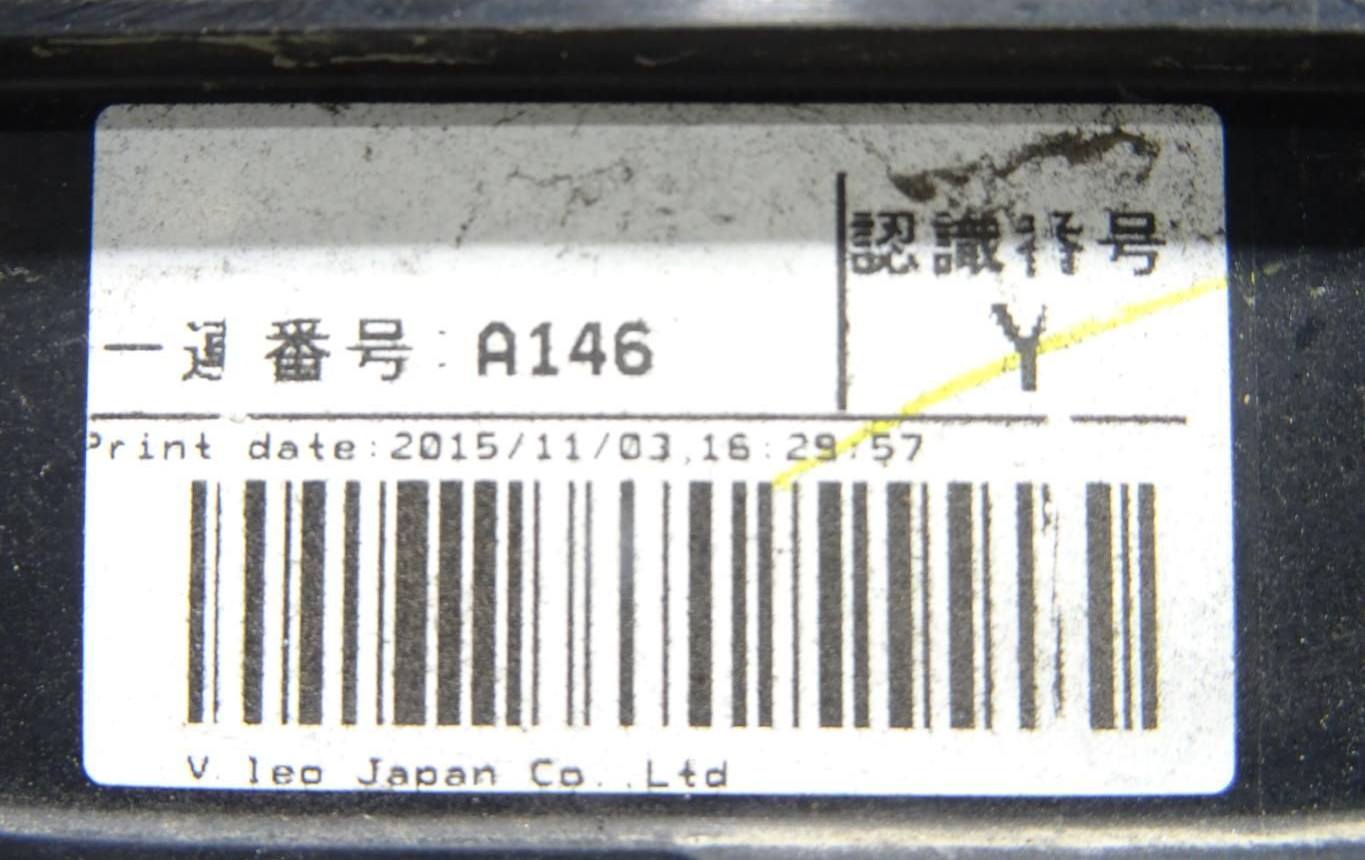 認識番号
一連番号:A146
Y
Print date:2015/11/03,16:29:57
V leo Japan Co.,Ltd